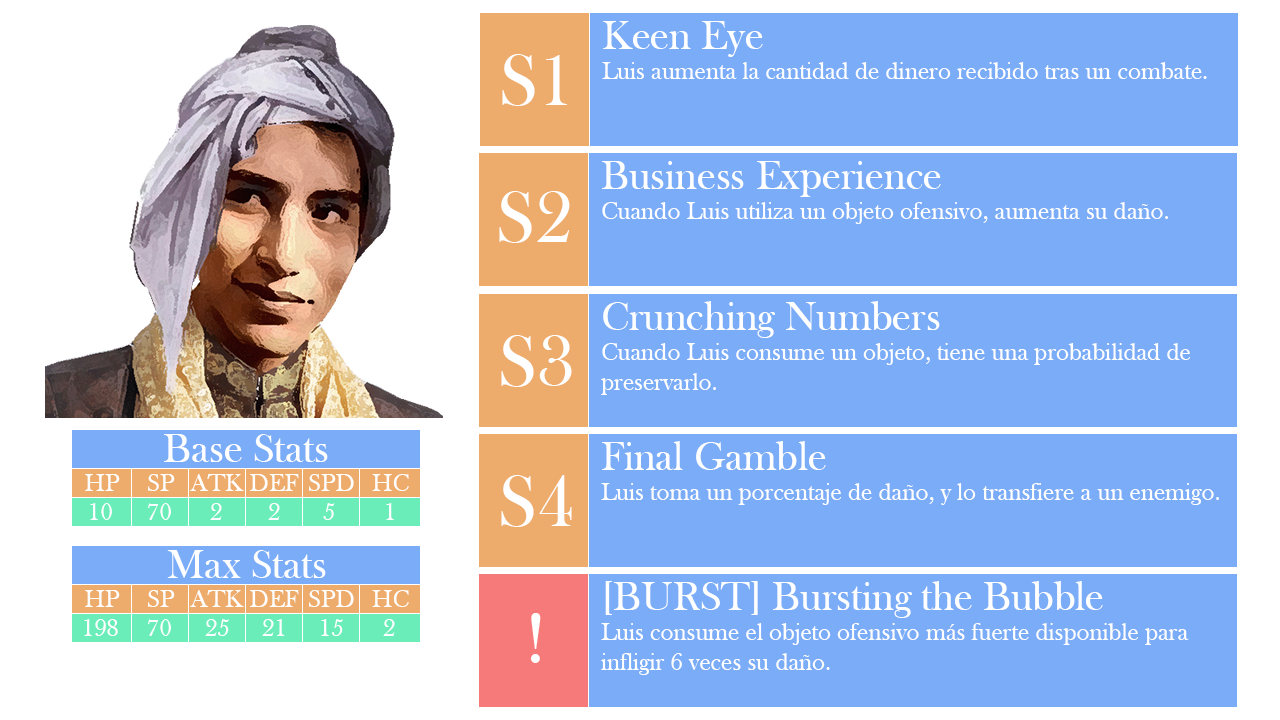 S1
Keen Eye
Luis aumenta la cantidad de dinero recibido tras un combate.
S2
Business Experience
Cuando Luis utiliza un objeto ofensivo, aumenta su daño.
S3
Crunching Numbers
Cuando Luis consume un objeto, tiene una probabilidad de
preservarlo.
S4
Final Gamble
Luis toma un porcentaje de daño, y lo transfiere a un enemigo.
!
[BURST] Bursting the Bubble
Luis consume el objeto ofensivo más fuerte disponible para
infligir 6 veces su daño.
Base Stats
HP SP ATK DEF SPD HC
10 70 2 2 5 1
Max Stats
HP SP ATK DEF SPD HC
198 70 25 21 15 2